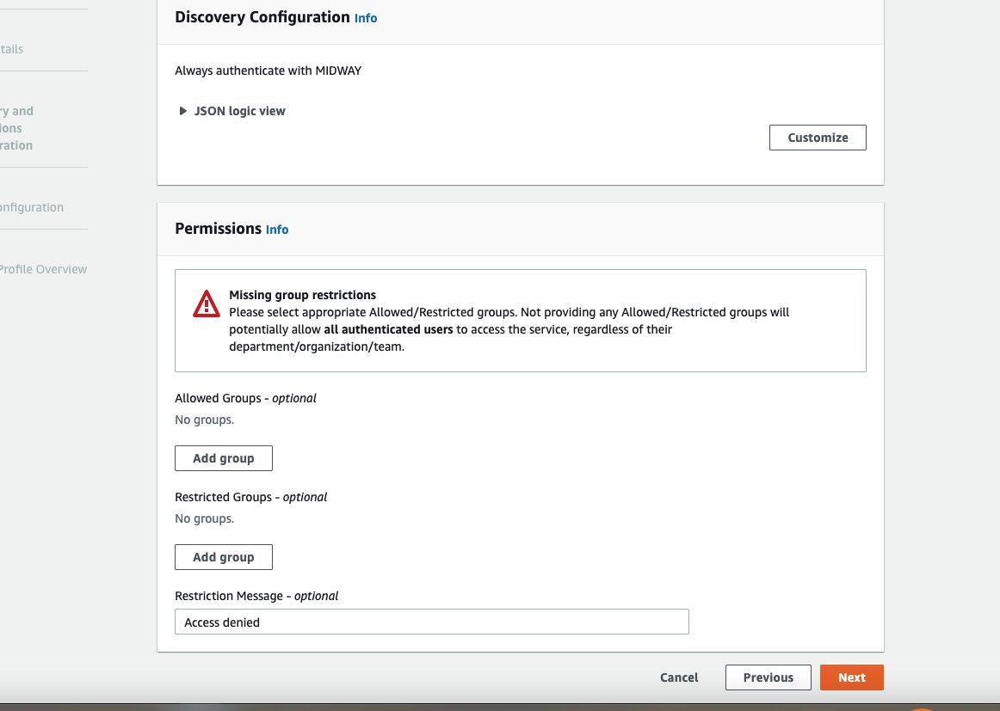 Discovery Configuration Info
tails
Always authenticate with MIDWAY
JSON logic view
ry and
ions
ration
Customize
onfiguration
Permissions Info
Profile Overview
Missing group restrictions
Please select appropriate Allowed/Restricted groups. Not providing any Allowed/Restricted groups will
potentially allow all authenticated users to access the service, regardless of their
department/organization/team.
Allowed Groups - optional
No groups.
Add group
Restricted Groups - optional
No groups.
Add group
Restriction Message - optional
Access denied
Cancel
Previous
Next